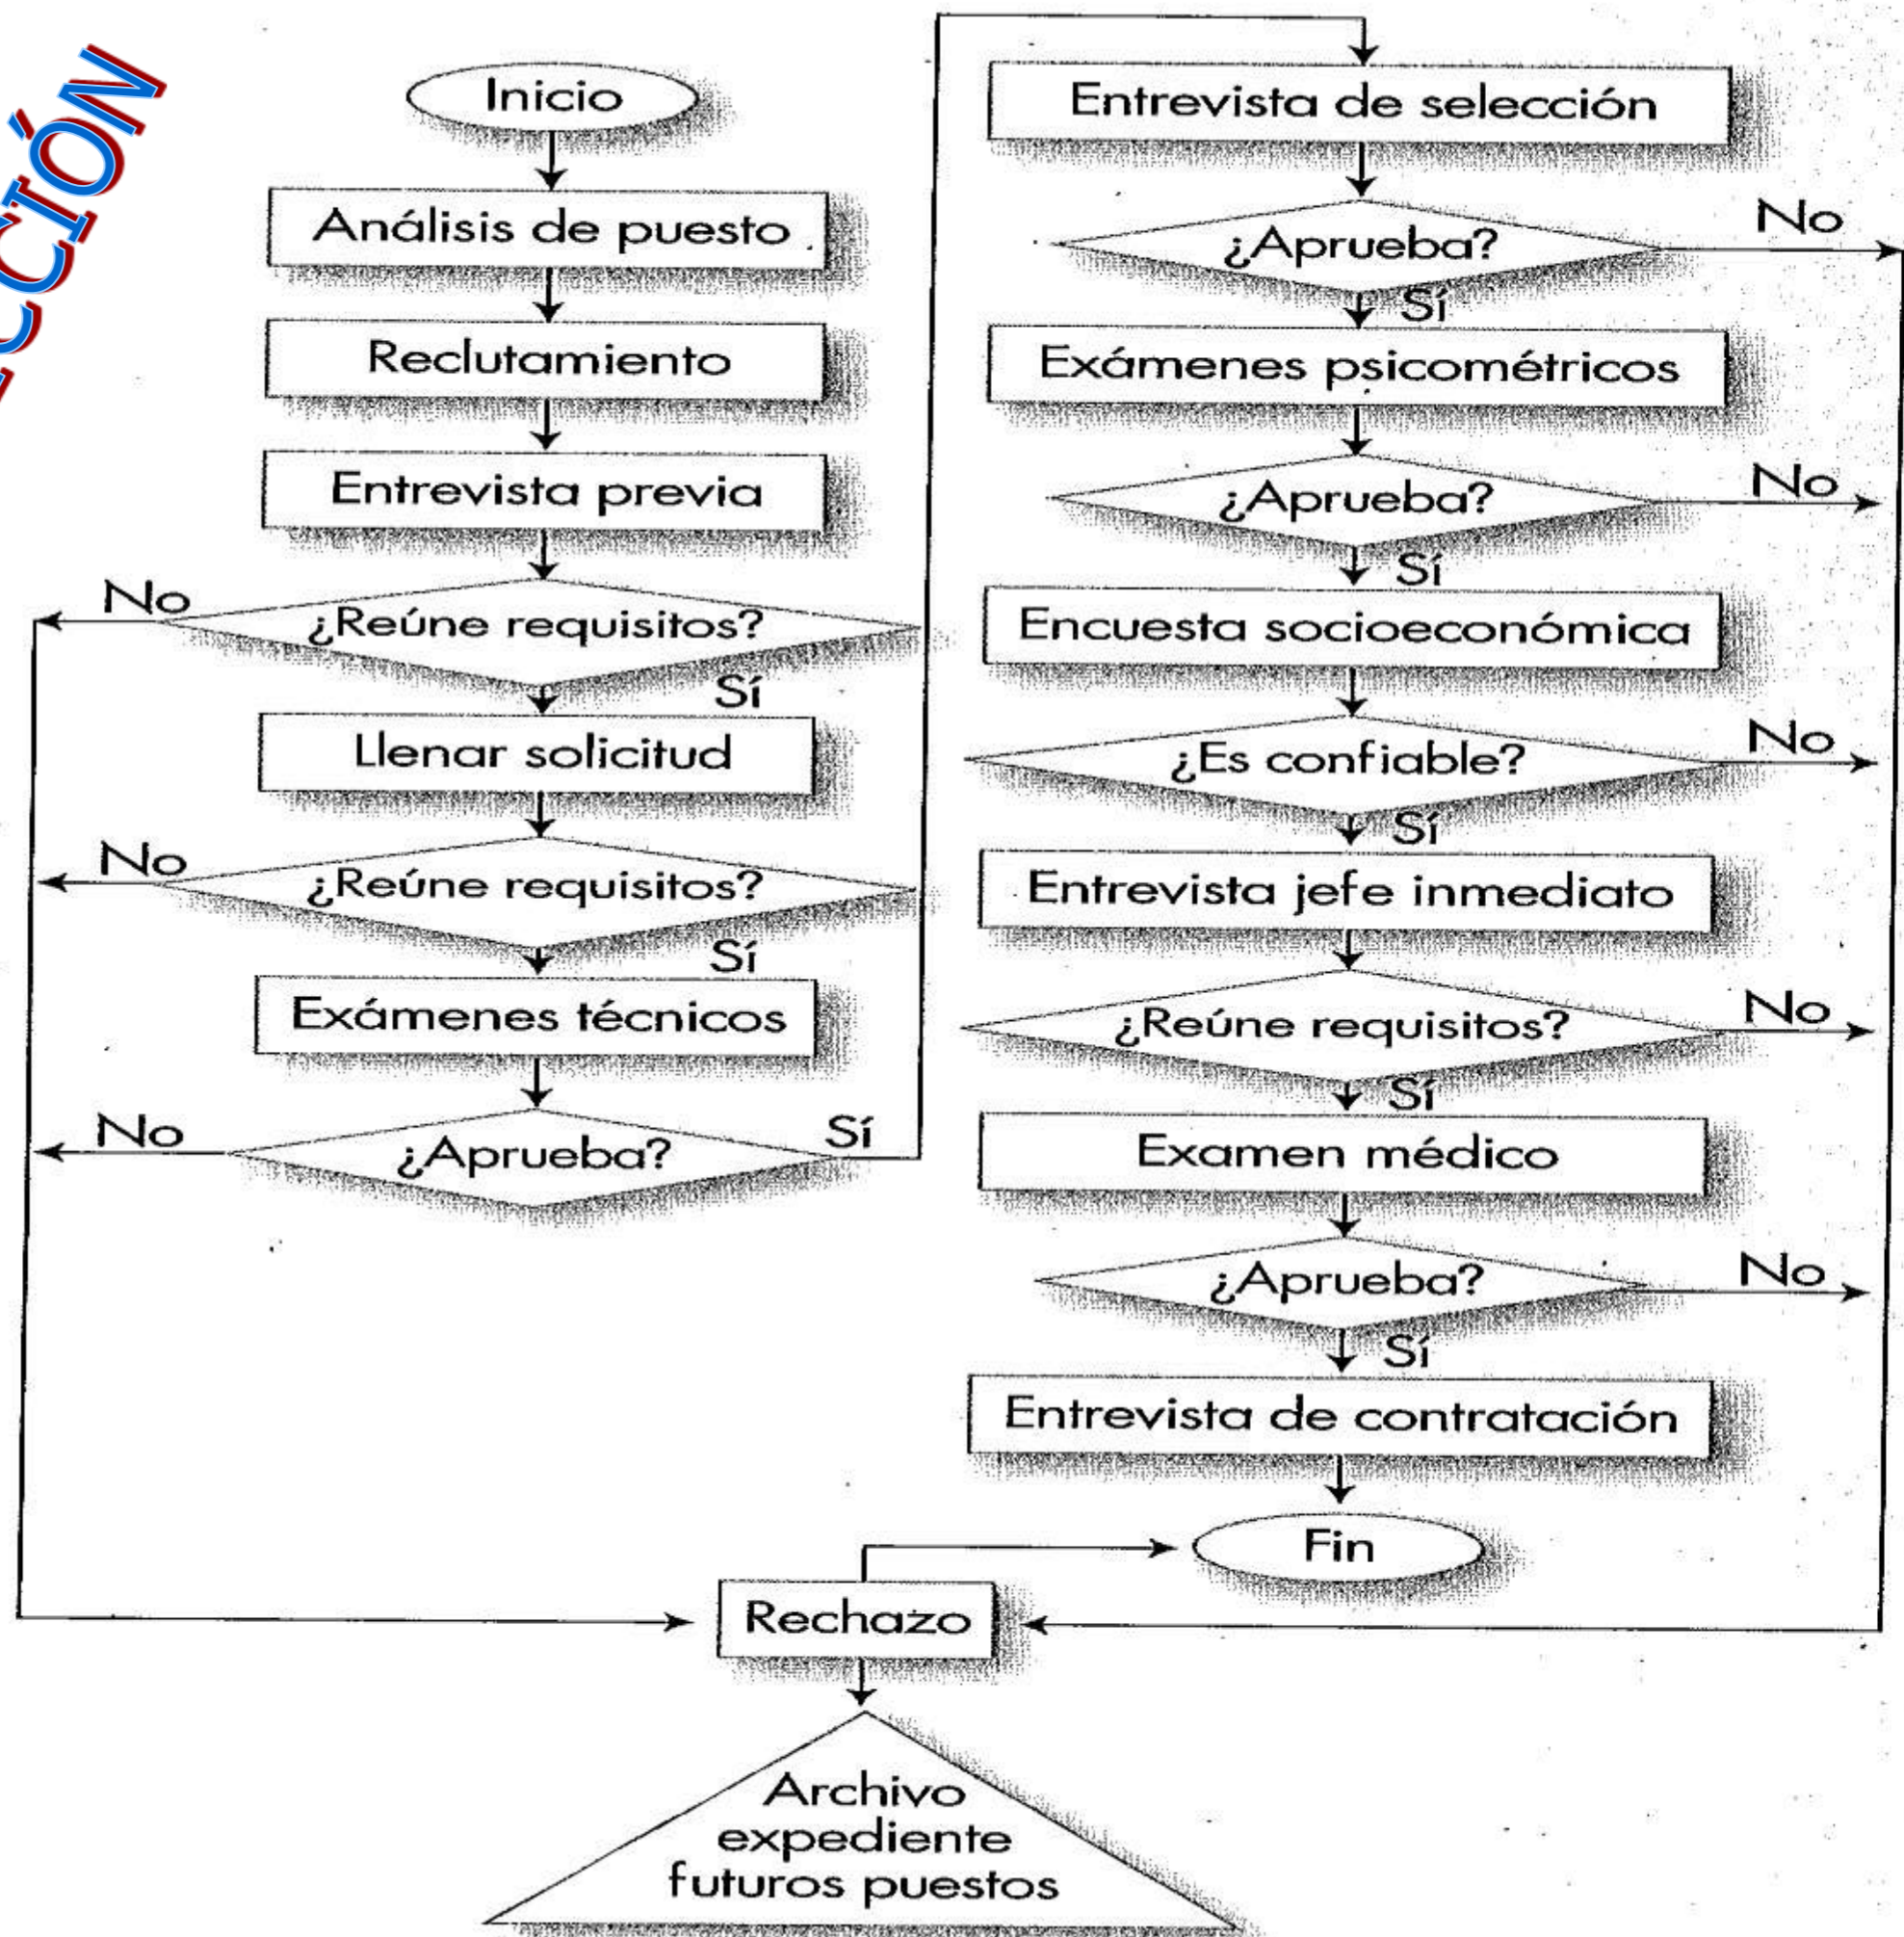 Inicio
Análisis de puesto
Reclutamiento
Entrevista previa
¿Reúne requisitos?
No
Sí
Llenar solicitud
¿Reúne requisitos?
No
Sí
Exámenes técnicos
¿Aprueba?
No
Sí
Entrevista de selección
¿Aprueba?
No
Sí
Exámenes psicométricos
¿Aprueba?
No
Sí
Encuesta socioeconómica
¿Es confiable?
No
Sí
Entrevista jefe inmediato
¿Reúne requisitos?
No
Sí
Examen médico
¿Aprueba?
No
Sí
Entrevista de contratación
Fin
Rechazo
Archivo
expediente
futuros puestos